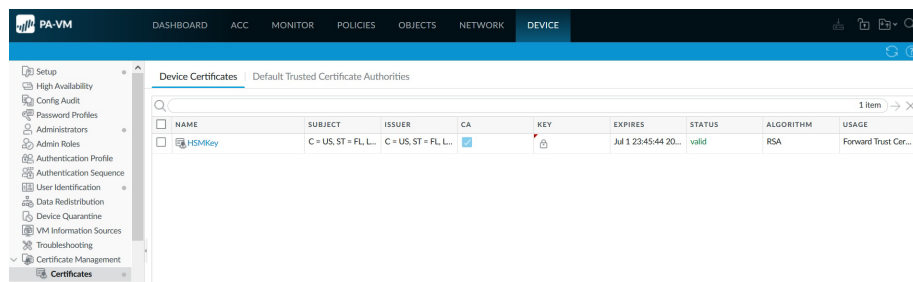 PA-VM DASHBOARD ACC MONITOR POLICIES OBJECTS NETWORK DEVICE
Setup
High Availability
Config Audit
Password Profiles
Administrators
Admin Roles
Authentication Profile
Authentication Sequence
User Identification
Data Redistribution
Device Quarantine
VM Information Sources
Troubleshooting
Certificate Management
Certificates
Device Certificates | Default Trusted Certificate Authorities
1 item
NAME SUBJECT ISSUER CA KEY EXPIRES STATUS ALGORITHM USAGE
HSMKey C = US, ST = FL, L... C = US, ST = FL, L... Jul 1 23:45:44 20... valid RSA Forward Trust Cer...